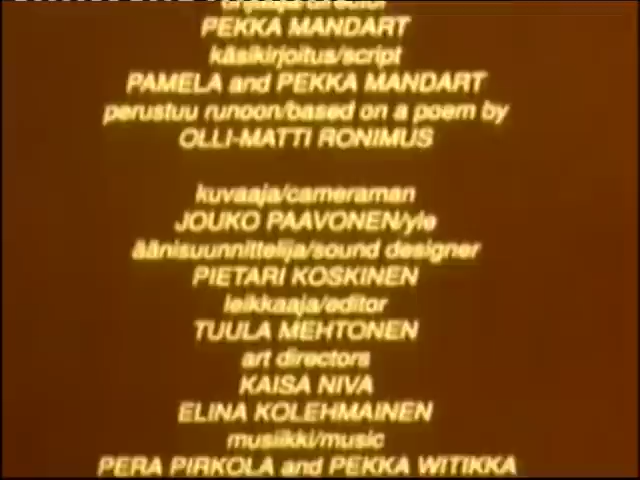 PEKKA MANDART
käsikirjoitus/script
PAMELA and PEKKA MANDART
perustuu runoon/based on a poem by
OLLI-MATTI RONIMUS
kuvaaja/cameraman
JOUKO PAAVONEN/yle
äänisuunnittelija/sound designer
PIETARI KOSKINEN
leikkaaja/editor
TUULA MEHTONEN
art directors
KAISA NIVA
ELINA KOLEHMAINEN
musiikki/music
PERA PIRKOLA and PEKKA WITIKKA